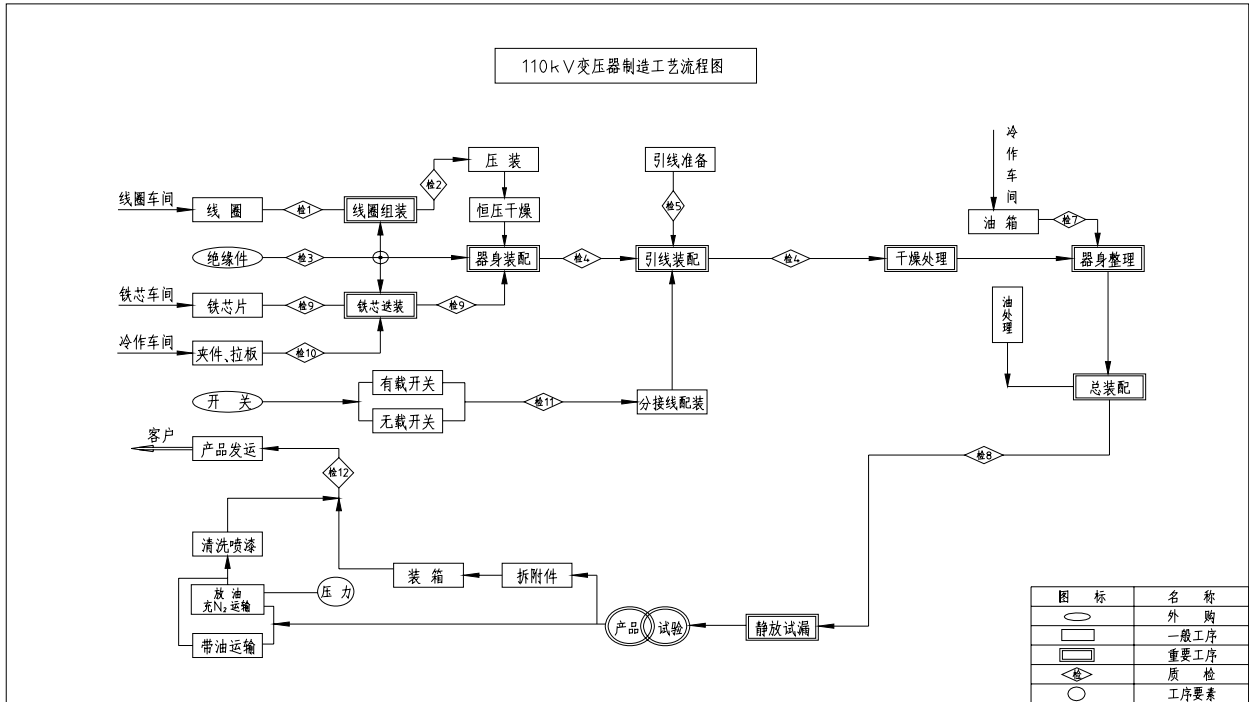 110kV变压器制造工艺流程图
冷作车间
压装
引线准备
线圈车间
线圈
检1
线圈组装
检2
恒压干燥
检5
油箱
检7
绝缘件
检3
器身装配
检4
引线装配
检4
干燥处理
器身整理
铁芯车间
铁芯片
检9
铁芯送装
检9
油处理
冷作车间
夹件、拉板
检10
有载开关
总装配
开关
检11
分接线配装
无载开关
客户
产品发运
检8
检12
清洗喷漆
装箱
拆附件
放油
充N₂运输
压力
产品
试验
静放试漏
带油运输
图标 名称
外购
一般工序
重要工序
检 质检
工序要素